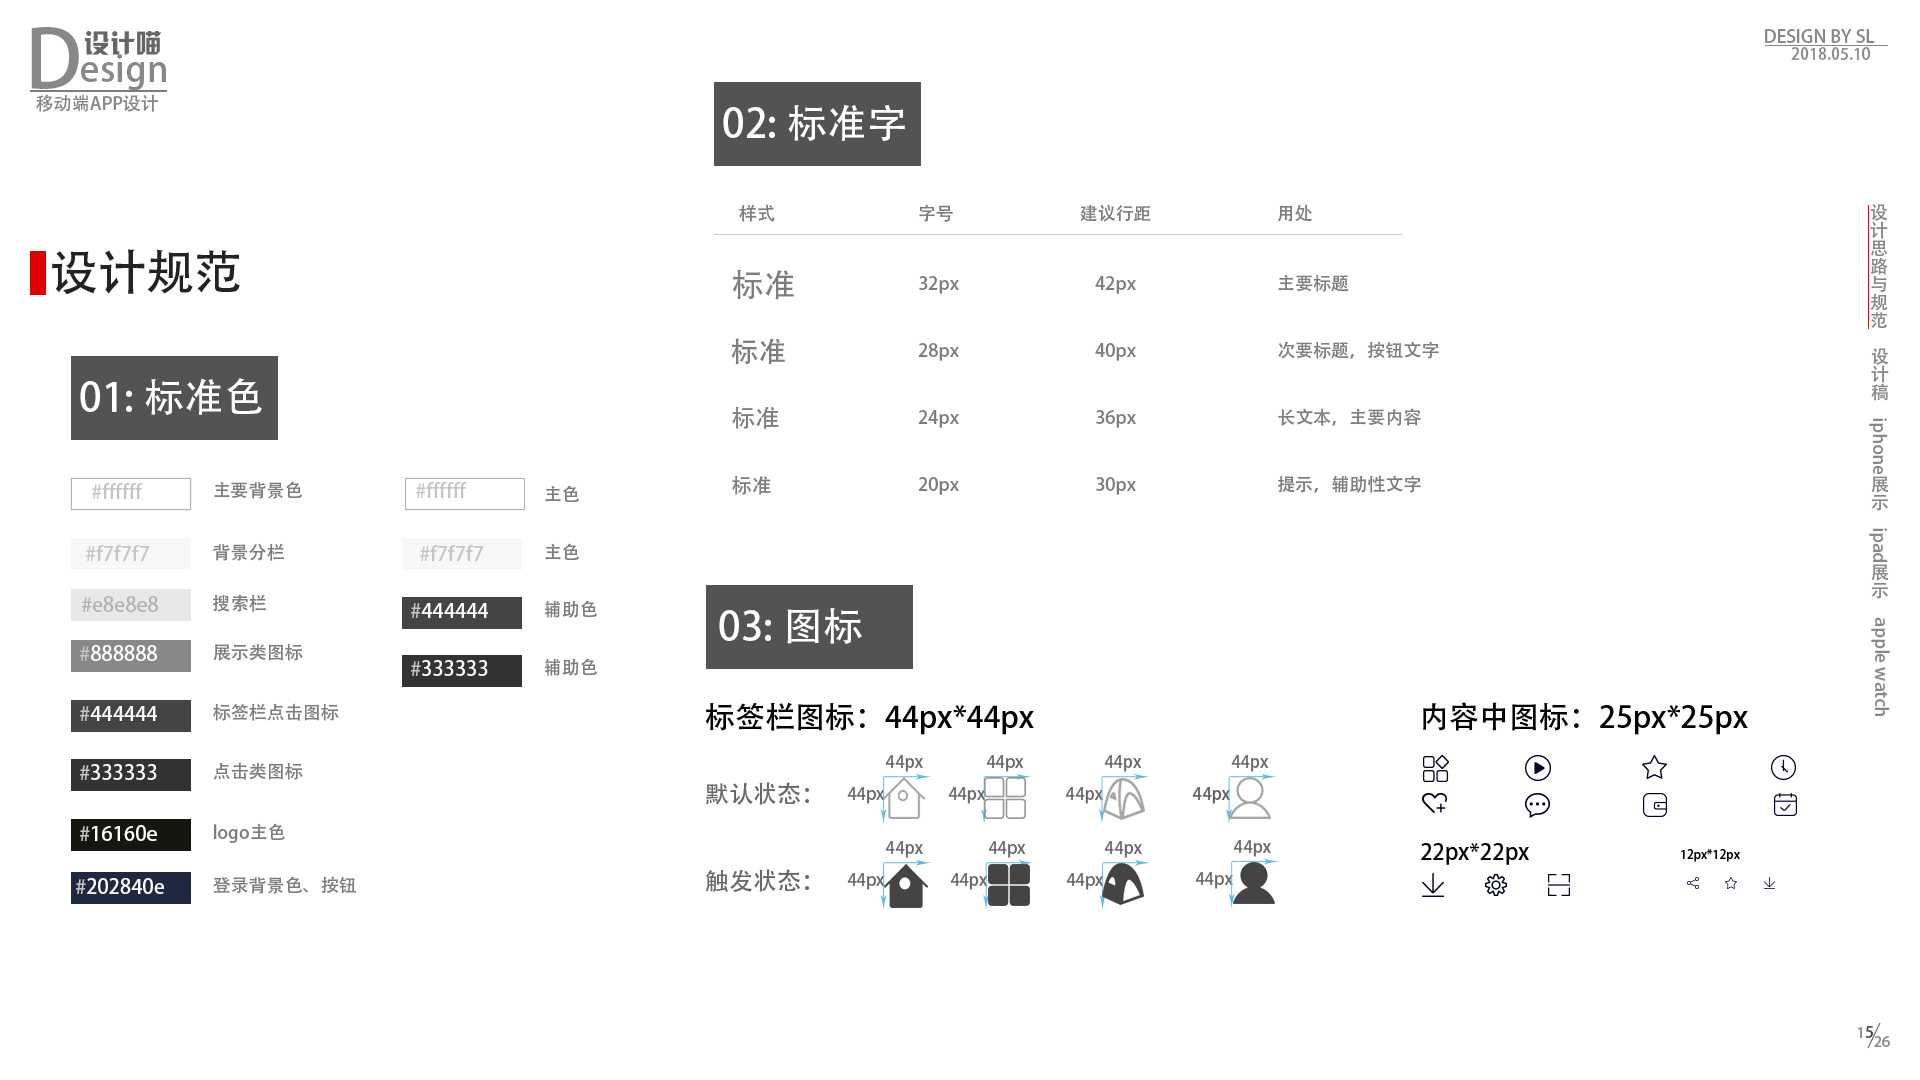 设计喵
Design
移动端APP设计
DESIGN BY SL
2018.05.10
设计规范
01: 标准色
#ffffff 主要背景色
#f7f7f7 背景分栏
#e8e8e8 搜索栏
#888888 展示类图标
#444444 标签栏点击图标
#333333 点击类图标
#16160e logo主色
#202840e 登录背景色、按钮
#ffffff 主色
#f7f7f7 主色
#444444 辅助色
#333333 辅助色
02: 标准字
样式 字号 建议行距 用处
标准 32px 42px 主要标题
标准 28px 40px 次要标题，按钮文字
标准 24px 36px 长文本，主要内容
标准 20px 30px 提示，辅助性文字
03: 图标
标签栏图标：44px*44px
44px 44px 44px 44px
默认状态： 44px 44px 44px 44px
44px 44px 44px 44px
触发状态： 44px 44px 44px 44px
内容中图标：25px*25px
22px*22px
12px*12px
设计思路与规范
设计稿
iphone展示
ipad展示
apple watch
15/26